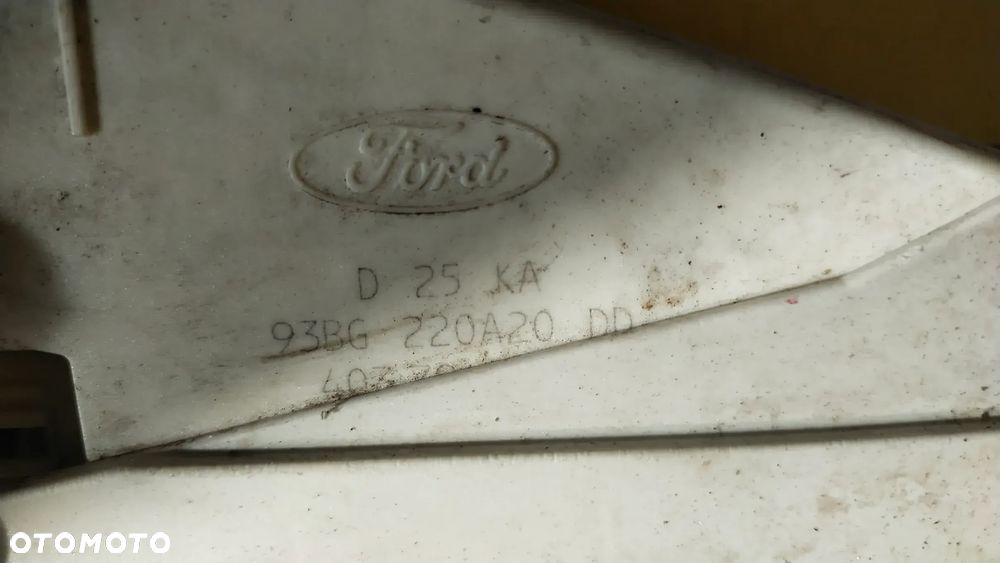 Ford
D 25 KA
93BG 220A20 DD
OTOMOTO